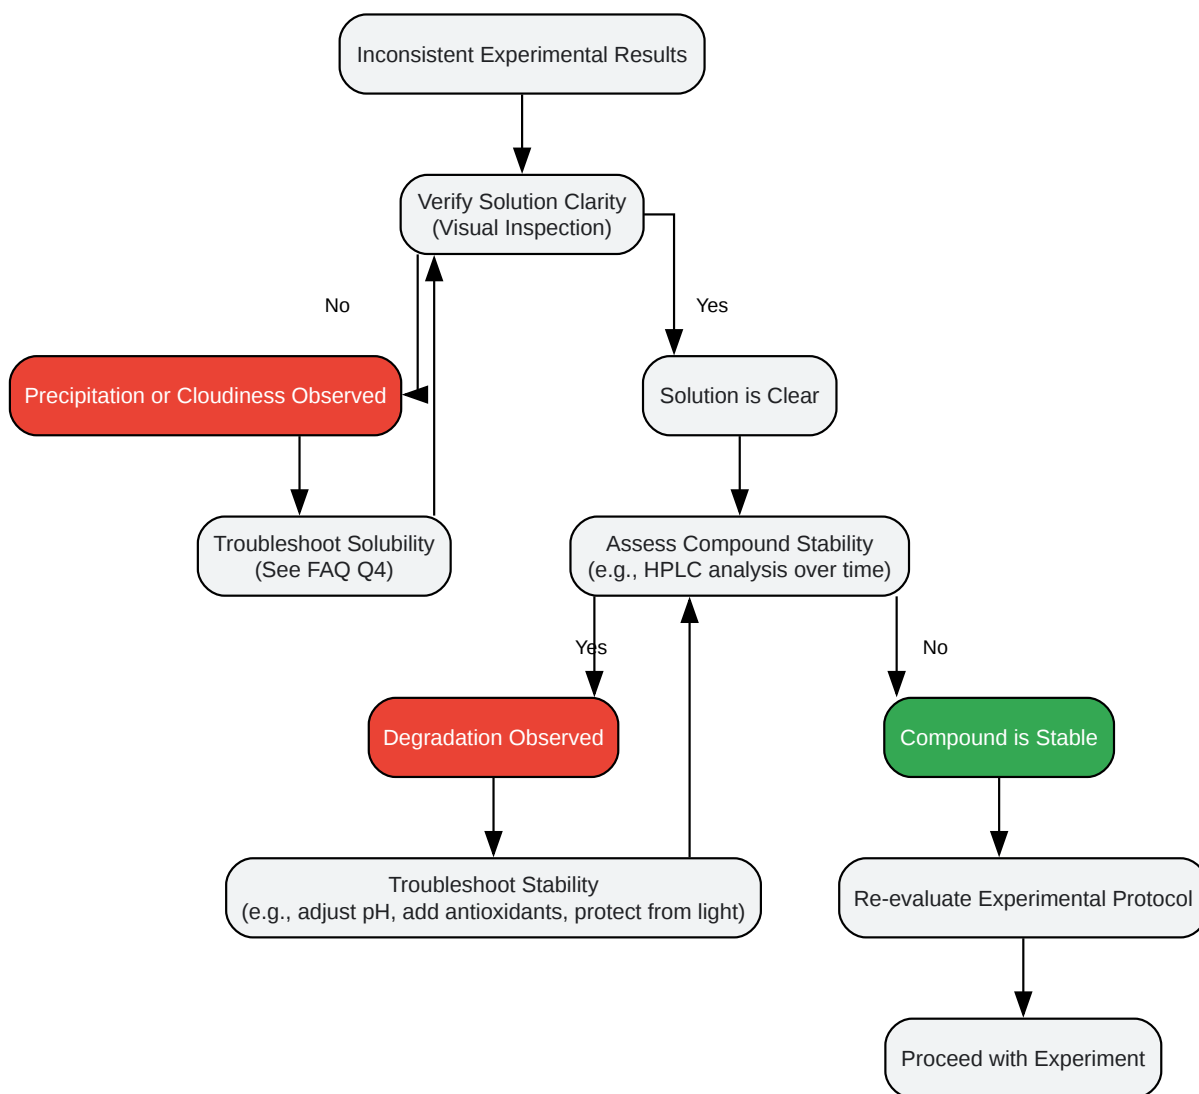 Inconsistent Experimental Results
Verify Solution Clarity
(Visual Inspection)
No
Yes
Precipitation or Cloudiness Observed
Solution is Clear
Troubleshoot Solubility
(See FAQ Q4)
Assess Compound Stability
(e.g., HPLC analysis over time)
Yes
No
Degradation Observed
Compound is Stable
Troubleshoot Stability
(e.g., adjust pH, add antioxidants, protect from light)
Re-evaluate Experimental Protocol
Proceed with Experiment